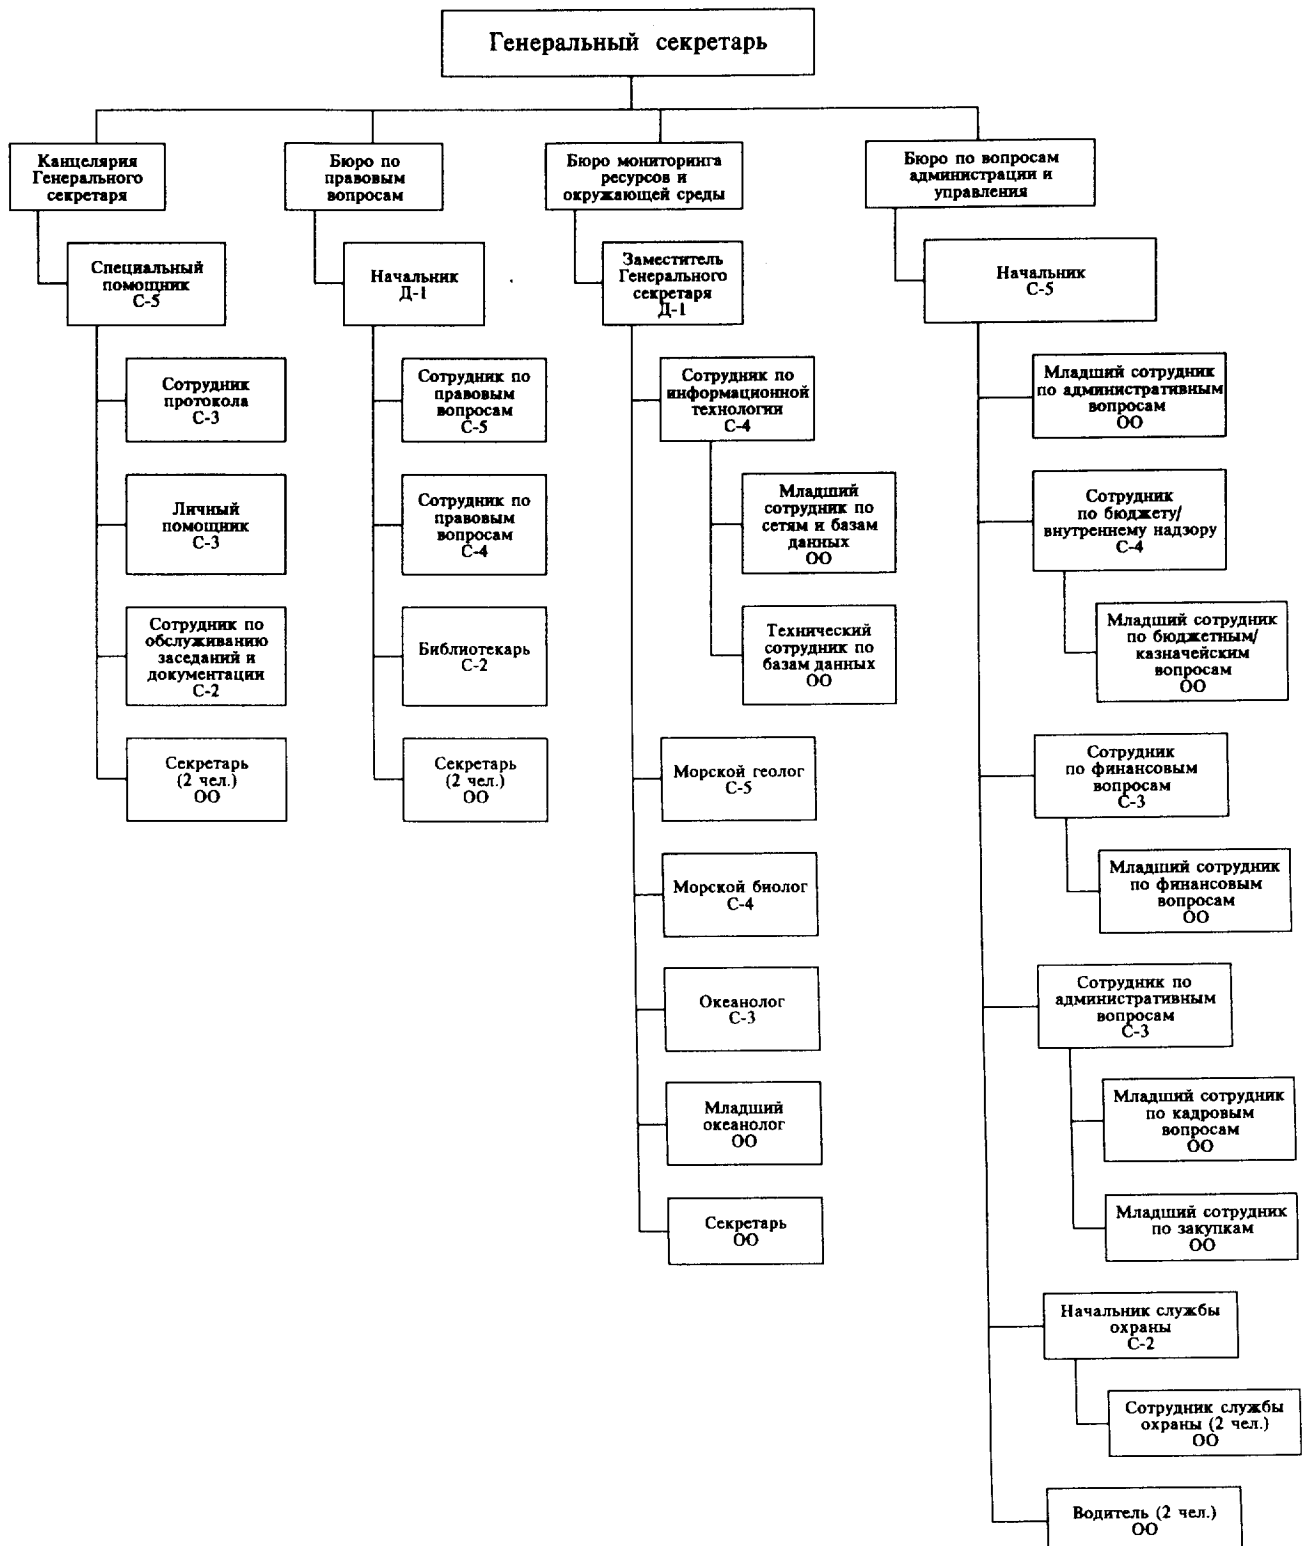 Генеральный секретарь
Канцелярия
Генерального
секретаря
Специальный
помощник
С-5
Сотрудник
протокола
С-3
Личный
помощник
С-3
Сотрудник по
обслуживанию
заседаний и
документации
С-2
Секретарь
(2 чел.)
ОО
Бюро по
правовым
вопросам
Начальник
Д-1
Сотрудник по
правовым
вопросам
С-5
Сотрудник по
правовым
вопросам
С-4
Библиотекарь
С-2
Секретарь
(2 чел.)
ОО
Бюро мониторинга
ресурсов и
окружающей среды
Заместитель
Генерального
секретаря
Д-1
Сотрудник по
информационной
технологии
С-4
Младший
сотрудник по
сетям и базам
данных
ОО
Технический
сотрудник по
базам данных
ОО
Морской геолог
С-5
Морской биолог
С-4
Океанолог
С-3
Младший
океанолог
ОО
Секретарь
ОО
Бюро по вопросам
администрации и
управления
Начальник
С-5
Младший сотрудник
по административным
вопросам
ОО
Сотрудник
по бюджету/
внутреннему надзору
С-4
Младший сотрудник
по бюджетным/
казначейским
вопросам
ОО
Сотрудник
по финансовым
вопросам
С-3
Младший сотрудник
по финансовым
вопросам
ОО
Сотрудник по
административным
вопросам
С-3
Младший сотрудник
по кадровым
вопросам
ОО
Младший сотрудник
по закупкам
ОО
Начальник службы
охраны
С-2
Сотрудник службы
охраны (2 чел.)
ОО
Водитель (2 чел.)
ОО